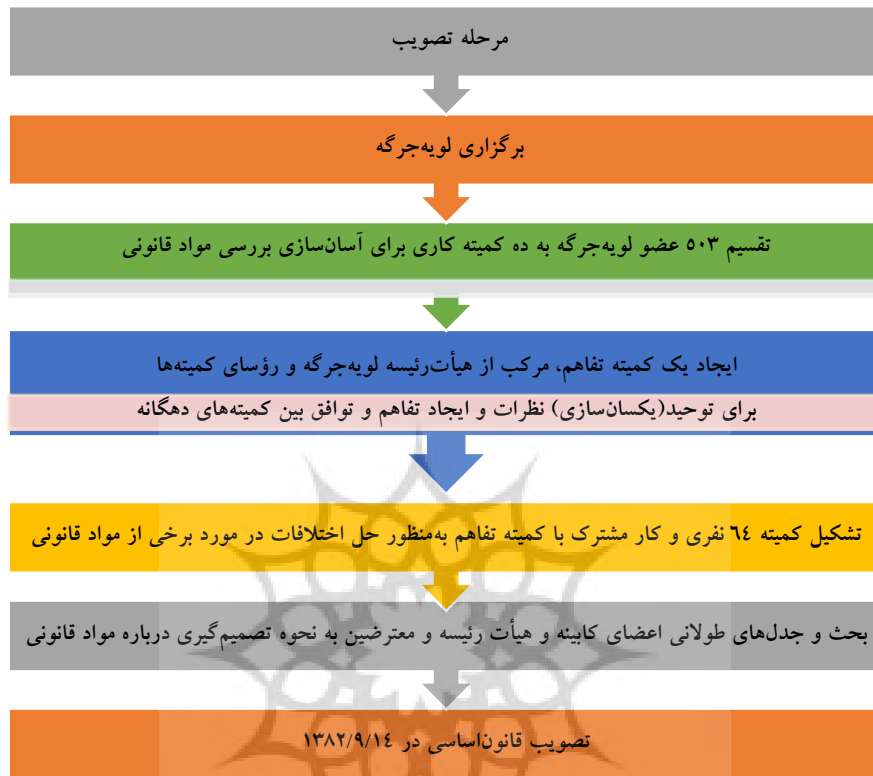 مرحله تصویب
برگزاری لویه‌جرگه
تقسیم ٥٠٣ عضو لویه‌جرگه به ده کمیته کاری برای آسان‌سازی بررسی مواد قانونی
ایجاد یک کمیته تفاهم، مرکب از هیأت‌رئیسه لویه‌جرگه و رؤسای کمیته‌ها
برای توحید(یکسان‌سازی) نظرات و ایجاد تفاهم و توافق بین کمیته‌های دهگانه
تشکیل کمیته ٦٤ نفری و کار مشترک با کمیته تفاهم به‌منظور حل اختلافات در مورد برخی از مواد قانونی
بحث و جدل‌های طولانی اعضای کابینه و هیأت رئیسه و معترضین به نحوه تصمیم‌گیری درباره مواد قانونی
تصویب قانون‌اساسی در ١٣٨٢/٩/١٤